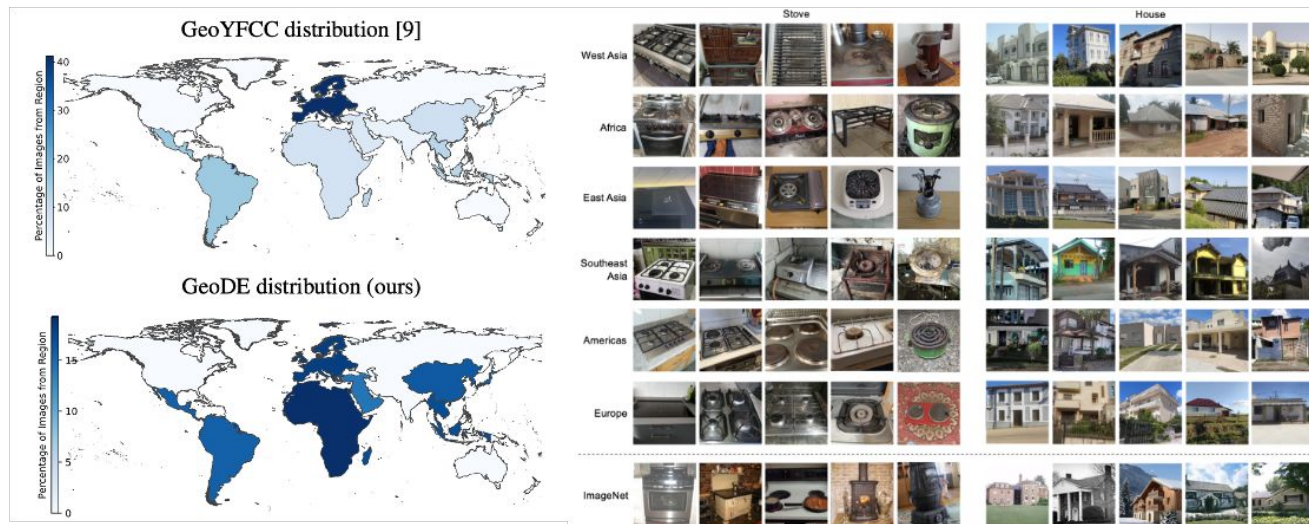 GeoYFCC distribution [9]
Percentage of Images from Region
40
30
20
10
0
GeoDE distribution (ours)
Percentage of Images from Region
15
10
5
0
Stove
House
West Asia
Africa
East Asia
Southeast
Asia
Americas
Europe
ImageNet